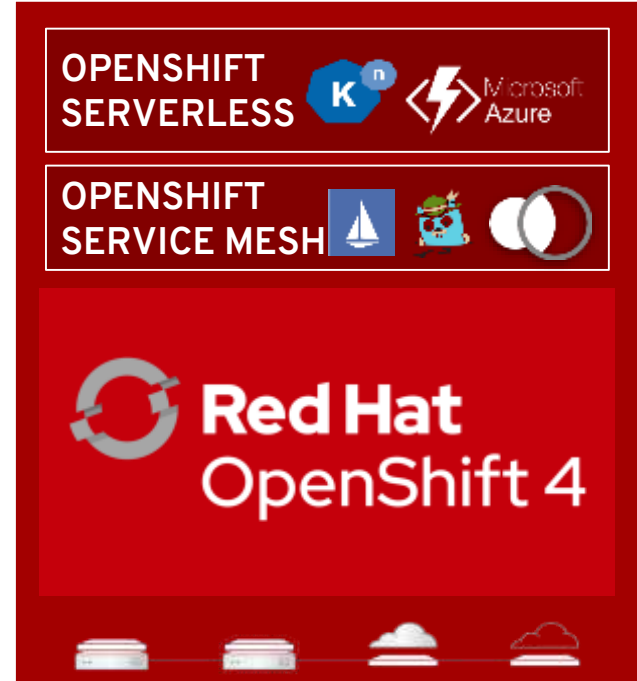 OPENSHIFT
SERVERLESS
K
n
Microsoft
Azure
OPENSHIFT
SERVICE MESH
Red Hat
OpenShift 4